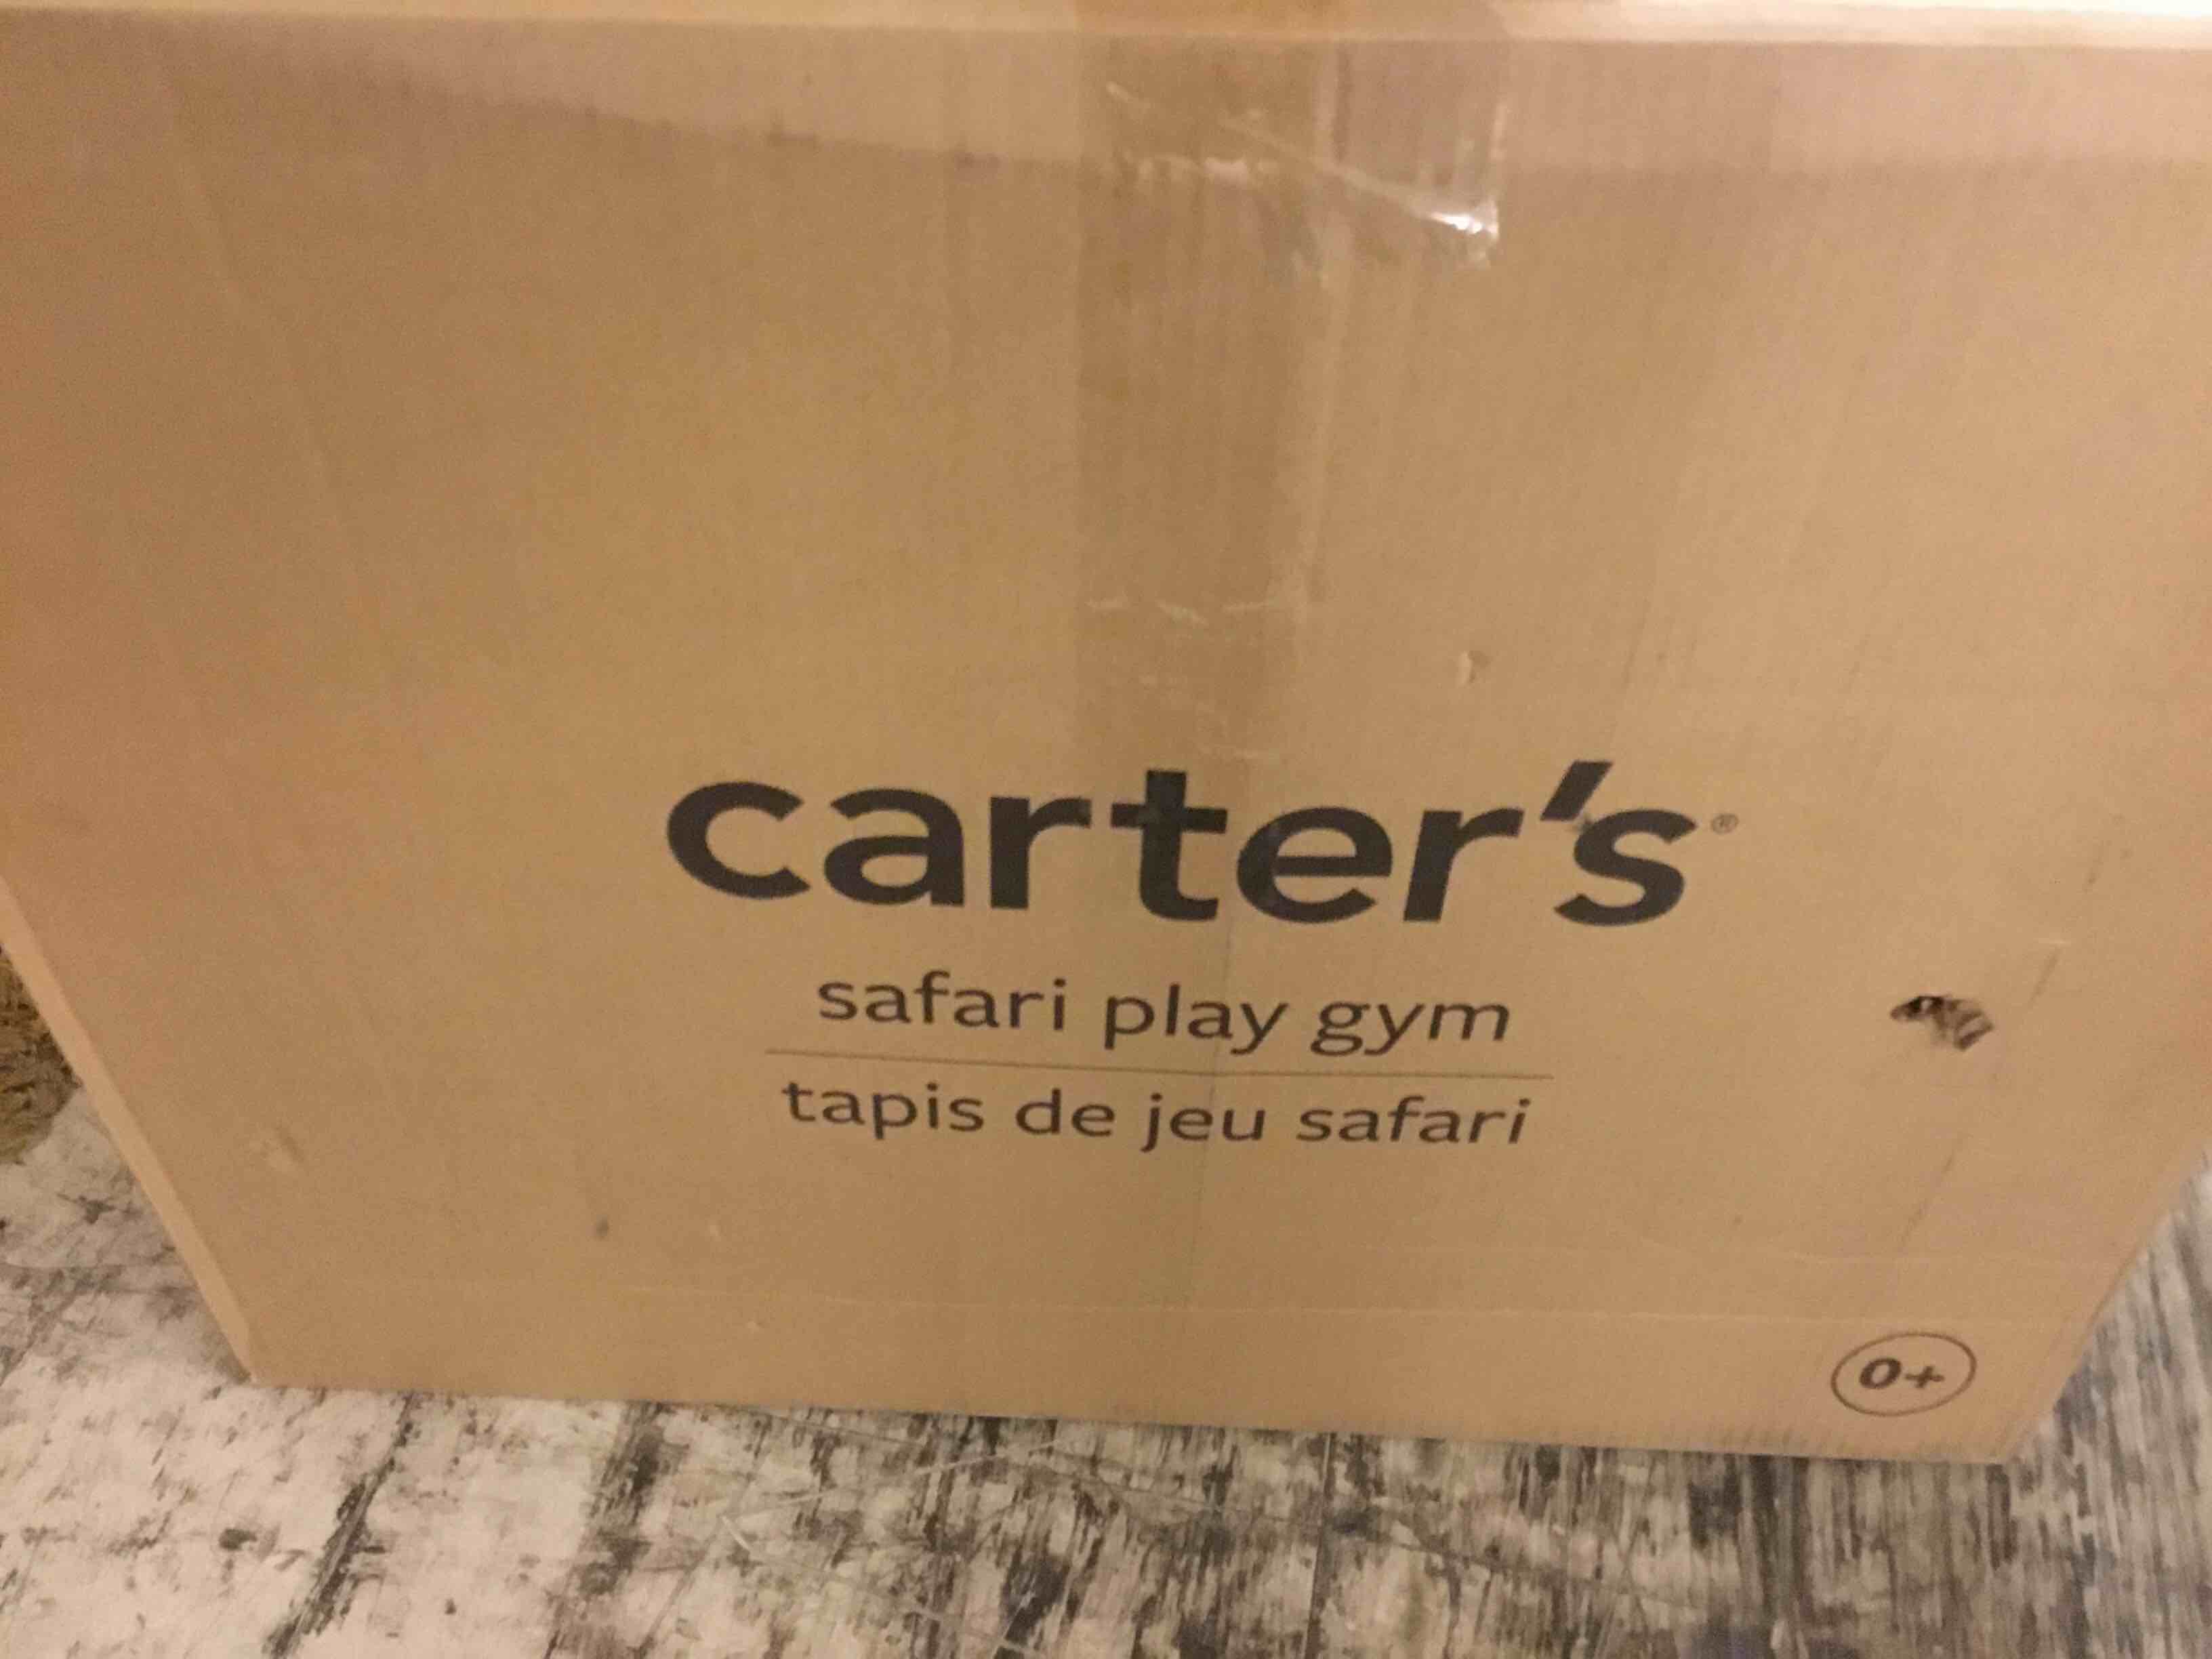 carter's®
safari play gym
tapis de jeu safari
0+